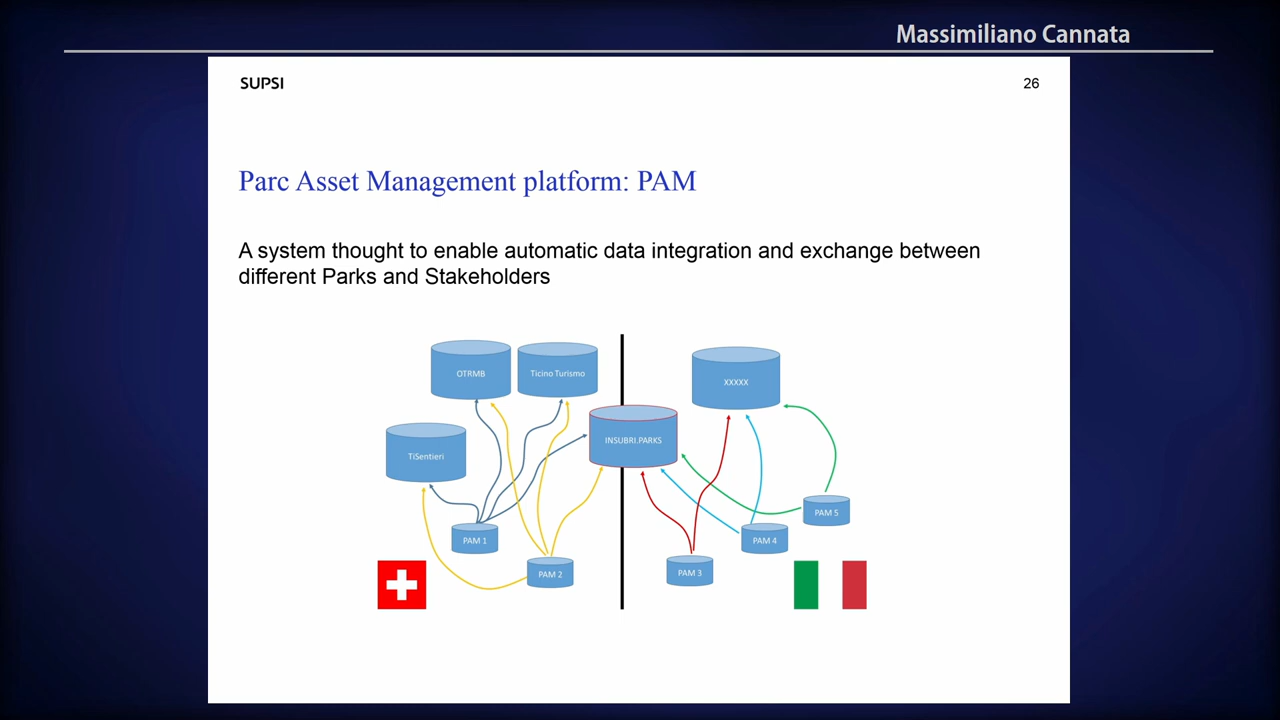 Massimiliano Cannata
SUPSI
26
Parc Asset Management platform: PAM
A system thought to enable automatic data integration and exchange between
different Parks and Stakeholders
OTRMB
Ticino Turismo
XXXXX
INSUBRI.PARKS
TiSentieri
PAM 5
PAM 1
PAM 4
PAM 2
PAM 3